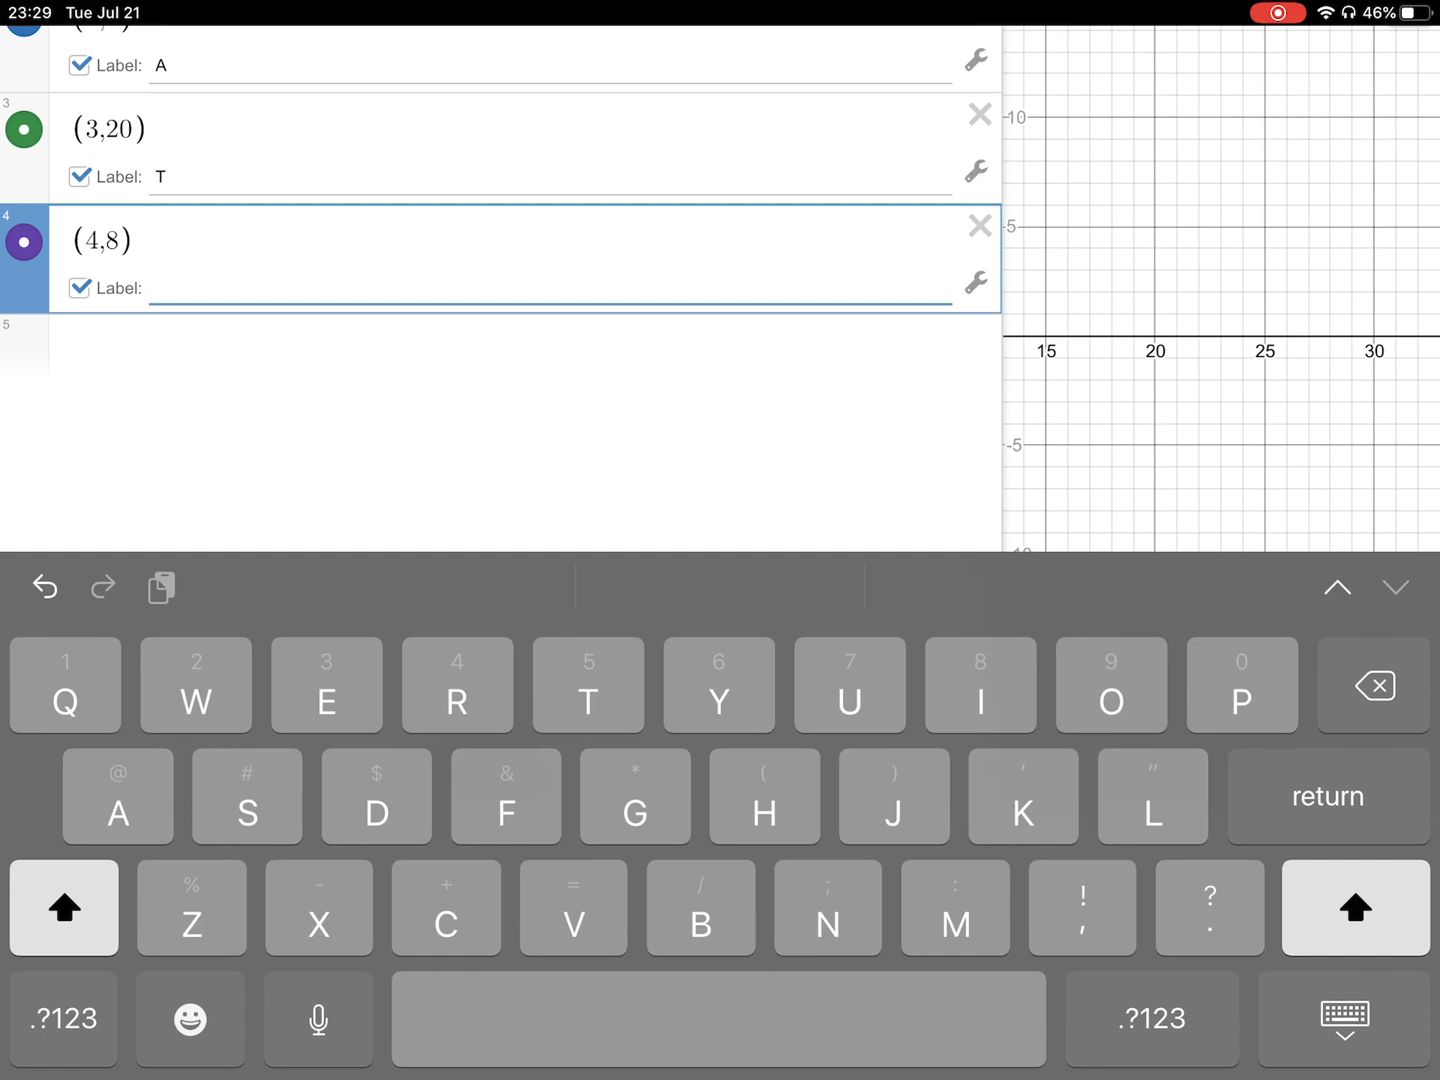 23:29 Tue Jul 21 46%
Label: A
3
(3,20)
Label: T
4
(4,8)
Label:
5
10
5
15 20 25 30
-5
1 2 3 4 5 6 7 8 9 0
Q W E R T Y U I O P
@ # $ & * ( ) ' "
A S D F G H J K L return
% - + = / ; : ! ?
Z X C V B N M , .
.?123 .?123